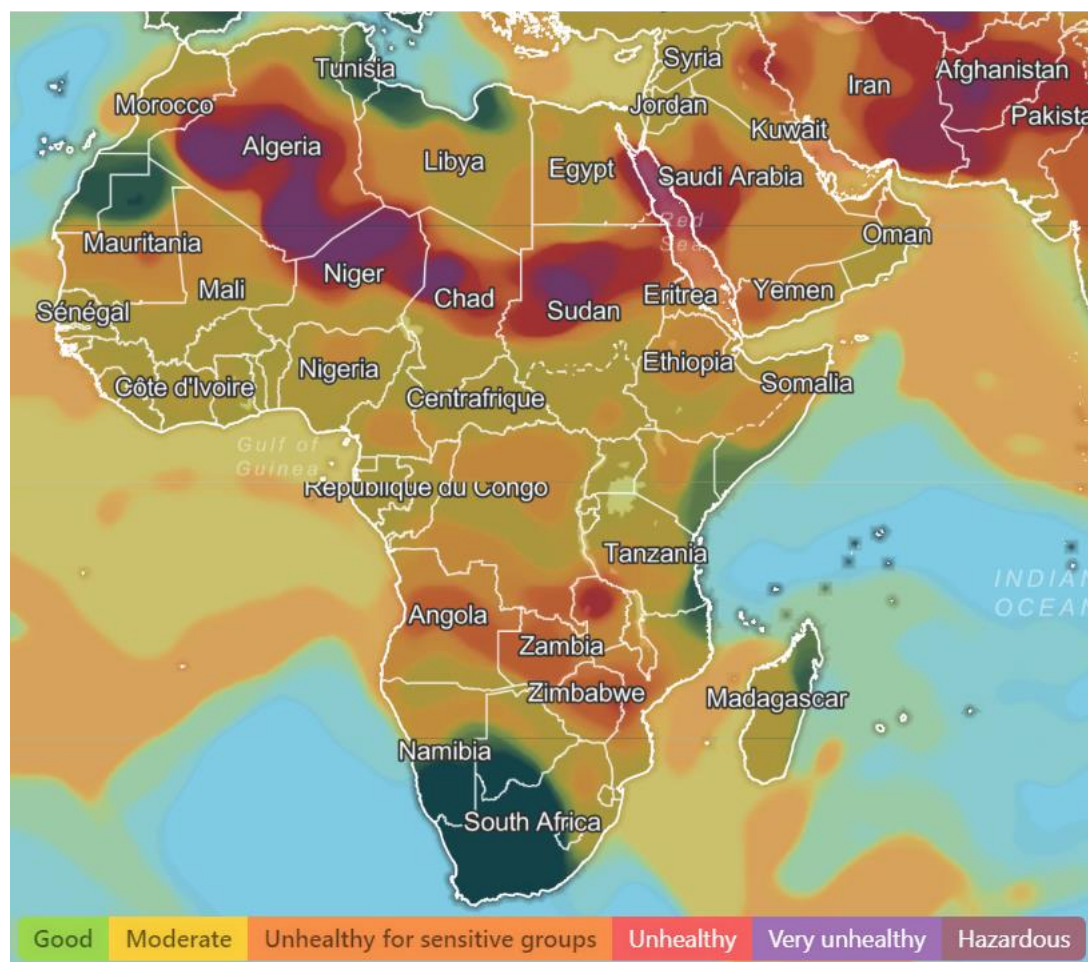 Syria
Afghanistan
Tunisia
Iran
Morocco
Jordan
Pakista
Kuwait
Algeria
Libya
Egypt
Saudi Arabia
Red
Sea
Oman
Mauritania
Niger
Mali
Chad
Sudan
Eritrea
Yemen
Sénégal
Nigeria
Ethiopia
Côte d'Ivoire
Centrafrique
Somalia
Gulf of
Guinea
République du Congo
Tanzania
INDIAN
OCEAN
Angola
Zambia
Zimbabwe
Madagascar
Namibia
South Africa
Good
Moderate
Unhealthy for sensitive groups
Unhealthy
Very unhealthy
Hazardous